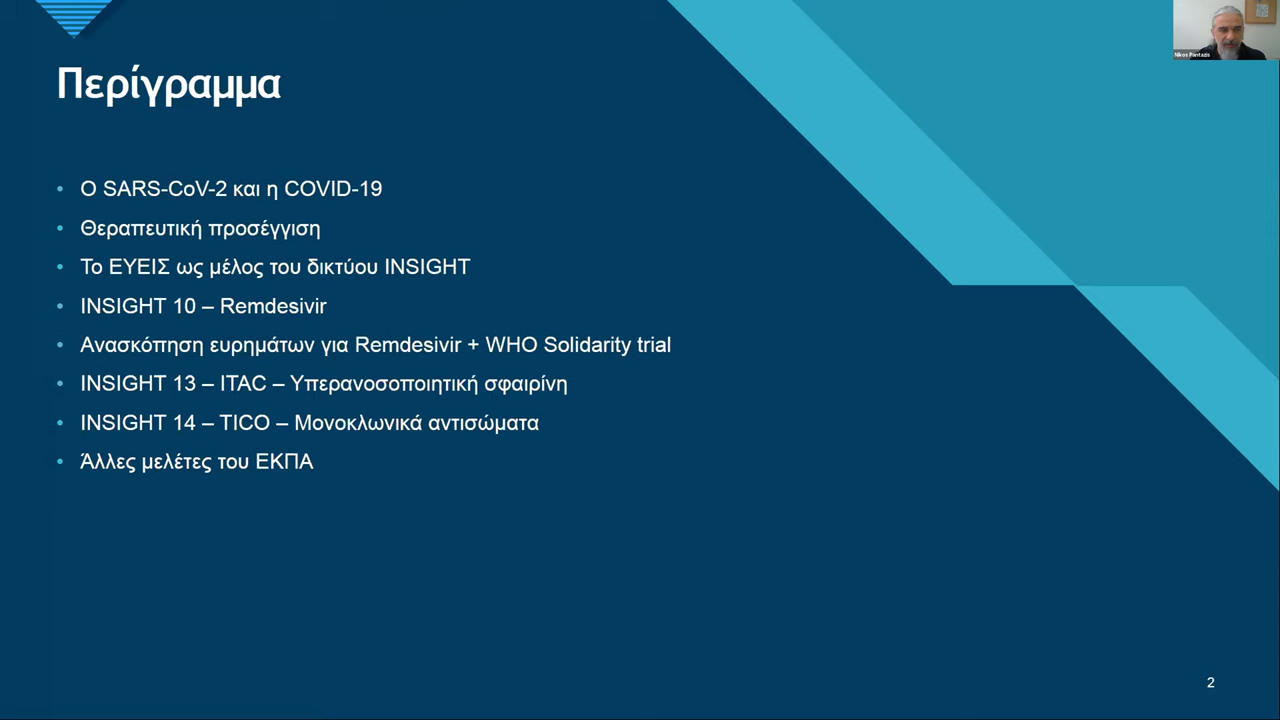 Nikos Pantazis
Περίγραμμα
• Ο SARS-CoV-2 και η COVID-19
• Θεραπευτική προσέγγιση
• Το ΕΥΕΙΣ ως μέλος του δικτύου INSIGHT
• INSIGHT 10 – Remdesivir
• Ανασκόπηση ευρημάτων για Remdesivir + WHO Solidarity trial
• INSIGHT 13 – ITAC – Υπερανοσοποιητική σφαιρίνη
• INSIGHT 14 – TICO – Μονοκλωνικά αντισώματα
• Άλλες μελέτες του ΕΚΠΑ
2